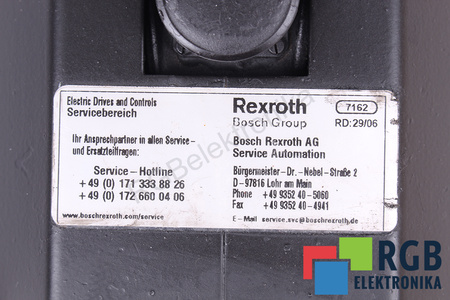 Electric Drives and Controls
Servicebereich
Ihr Ansprechpartner in allen Service-
und Ersatzteilfragen:
Service - Hotline
+49 (0) 171 333 88 26
+49 (0) 172 660 04 06
www.boschrexroth.com/service
Rexroth
Bosch Group
7162
RD:29/06
Bosch Rexroth AG
Service Automation
Bürgermeister-Dr.-Nebel-Straße 2
D-97816 Lohr am Main
Phone +49 9352 40-5060
Fax +49 9352 40-4941
E-Mail service.svc@boschrexroth.de
RGB
ELEKTRONIKA